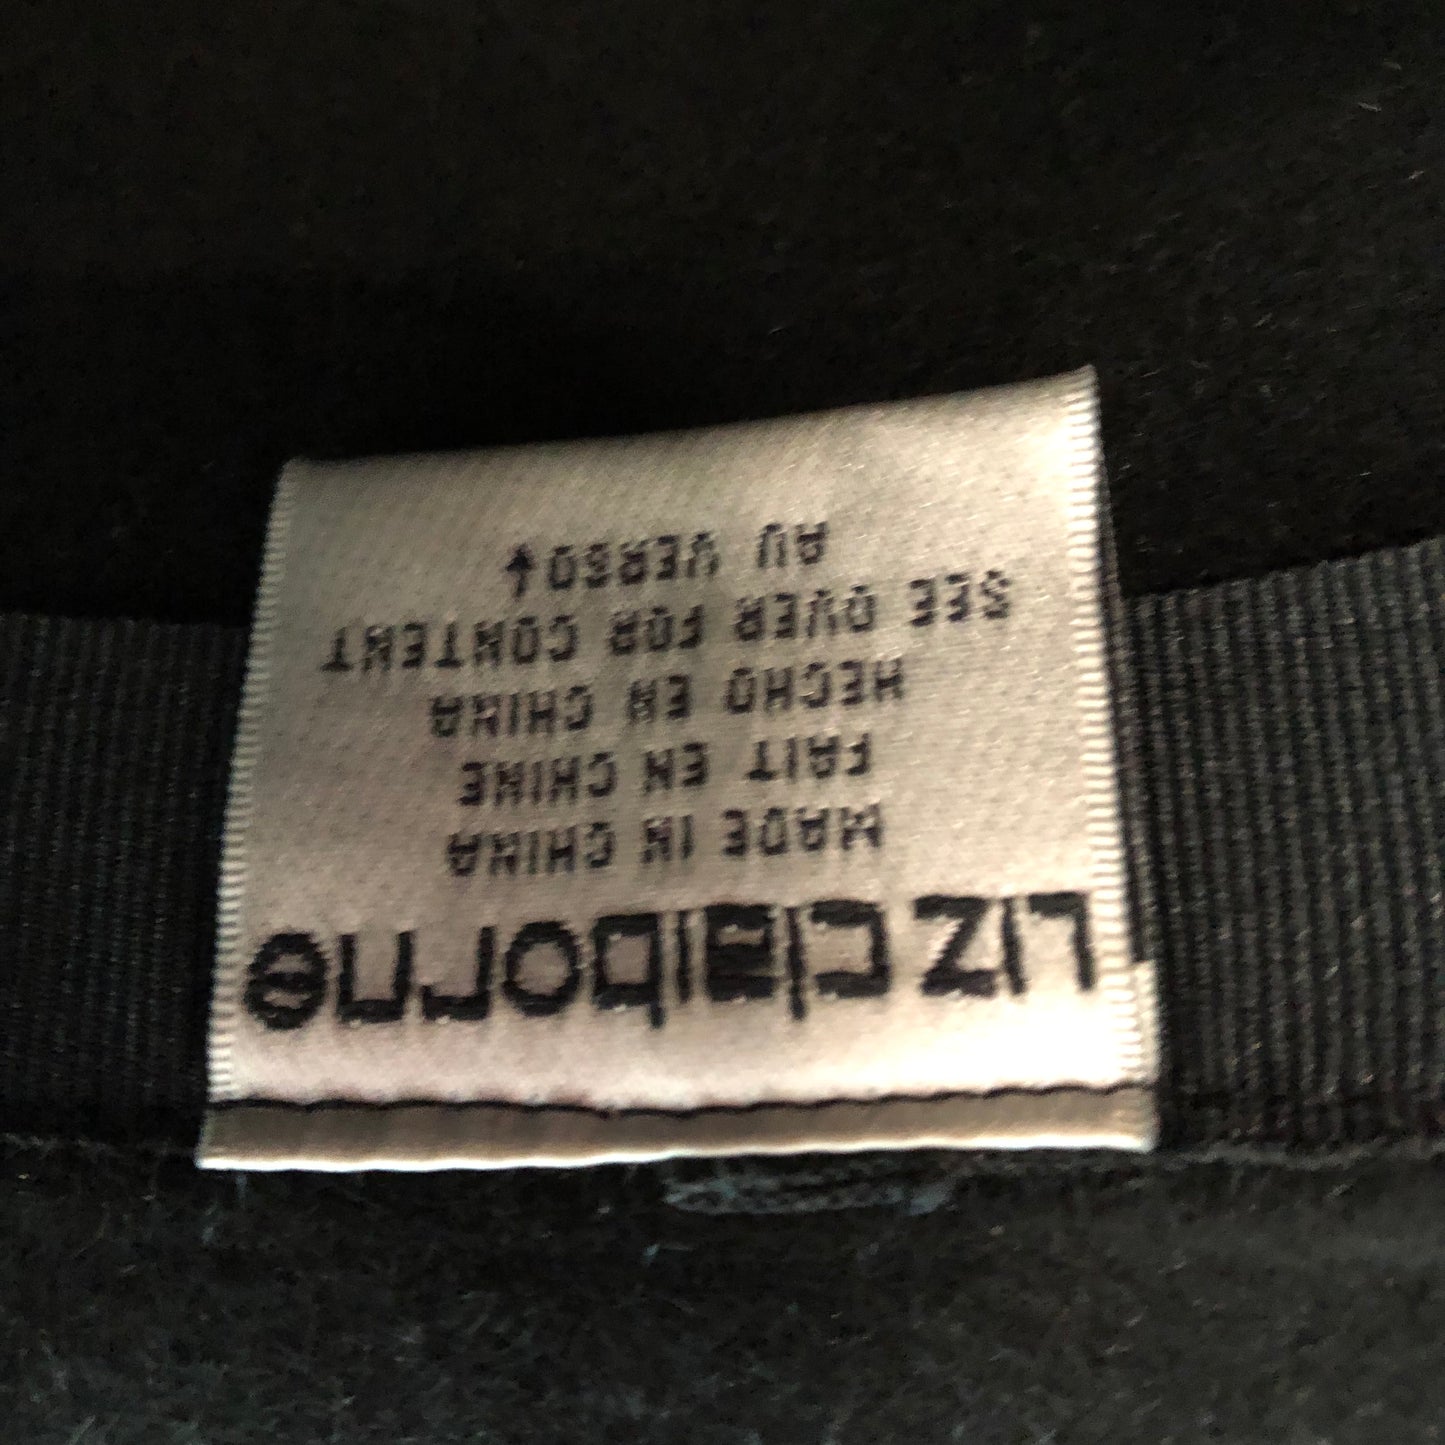 LIZ claiborne
MADE IN CHINA
FAIT EN CHINE
HECHO EN CHINA
SEE OVER FOR CONTENT
AU VERSO↓